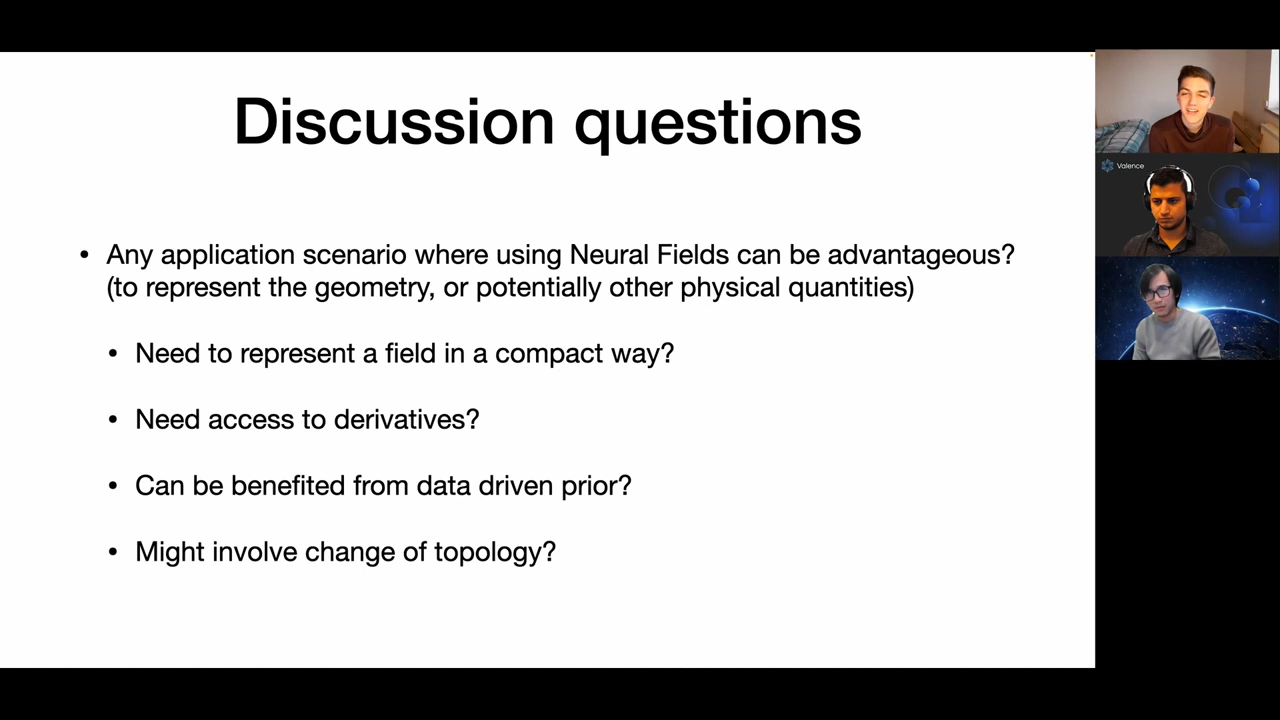 Discussion questions
• Any application scenario where using Neural Fields can be advantageous?
(to represent the geometry, or potentially other physical quantities)
• Need to represent a field in a compact way?
• Need access to derivatives?
• Can be benefited from data driven prior?
• Might involve change of topology?
Valence